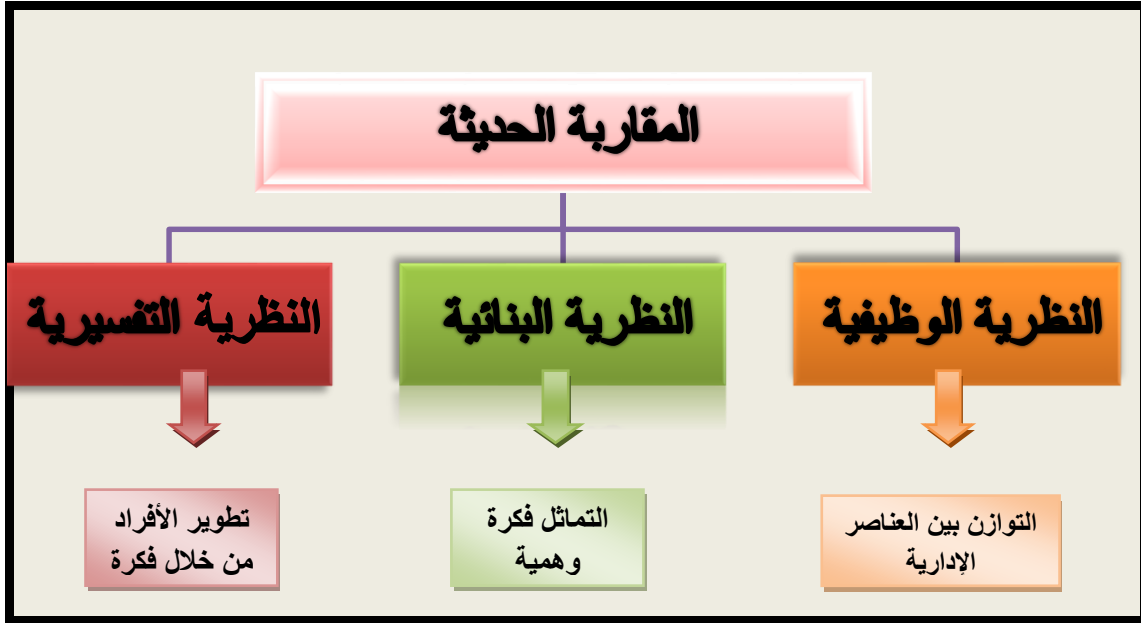 المقاربة الحديثة
النظرية الوظيفية
النظرية البنائية
النظرية التفسيرية
التوازن بين العناصر
الإدارية
التماثل فكرة
وهمية
تطوير الأفراد
من خلال فكرة